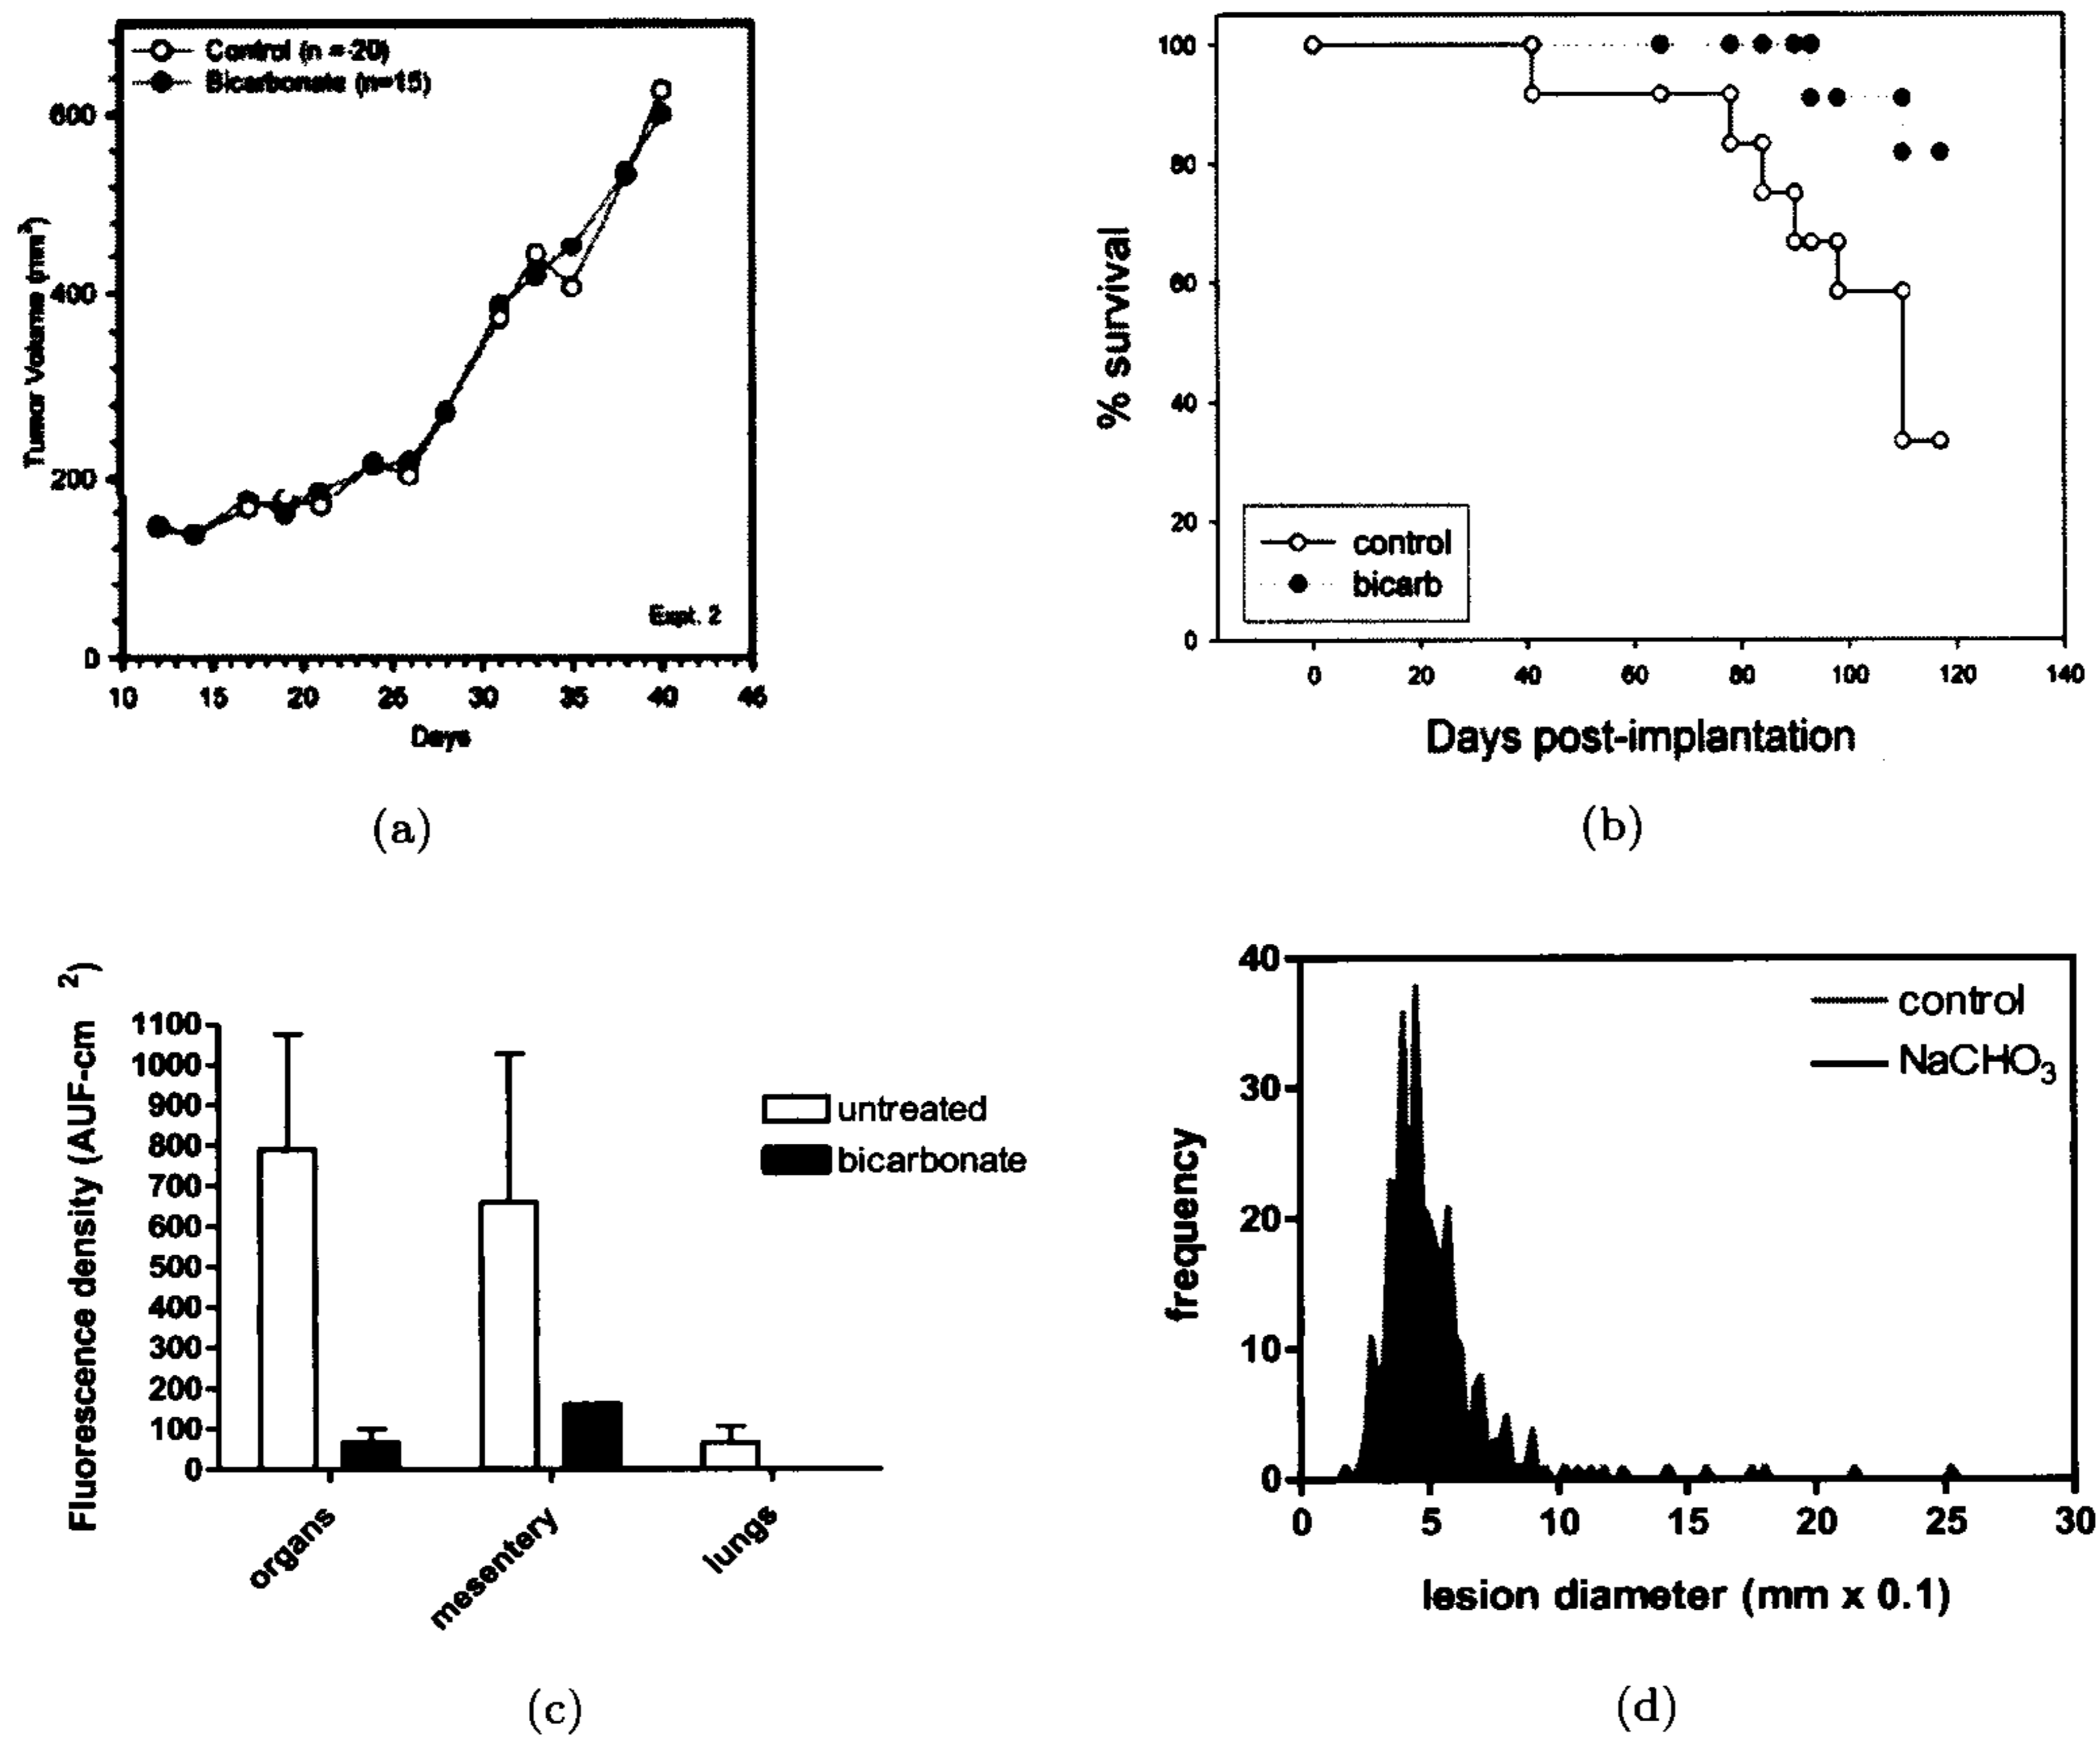 Control (n = 20)
Bicarbonate (n=15)
600
400
200
0
Tumor Volume (mm³)
10 15 20 25 30 35 40 45
Days
Expt. 2
(a)
100
80
60
40
20
0
% survival
control
bicarb
0 20 40 60 80 100 120 140
Days post-implantation
(b)
Fluorescence density (AUF-cm 2)
1100
1000
900
800
700
600
500
400
300
200
100
0
untreated
bicarbonate
organs
mesentery
lungs
(c)
40
30
20
10
0
frequency
control
NaCHO₃
0 5 10 15 20 25 30
lesion diameter (mm x 0.1)
(d)